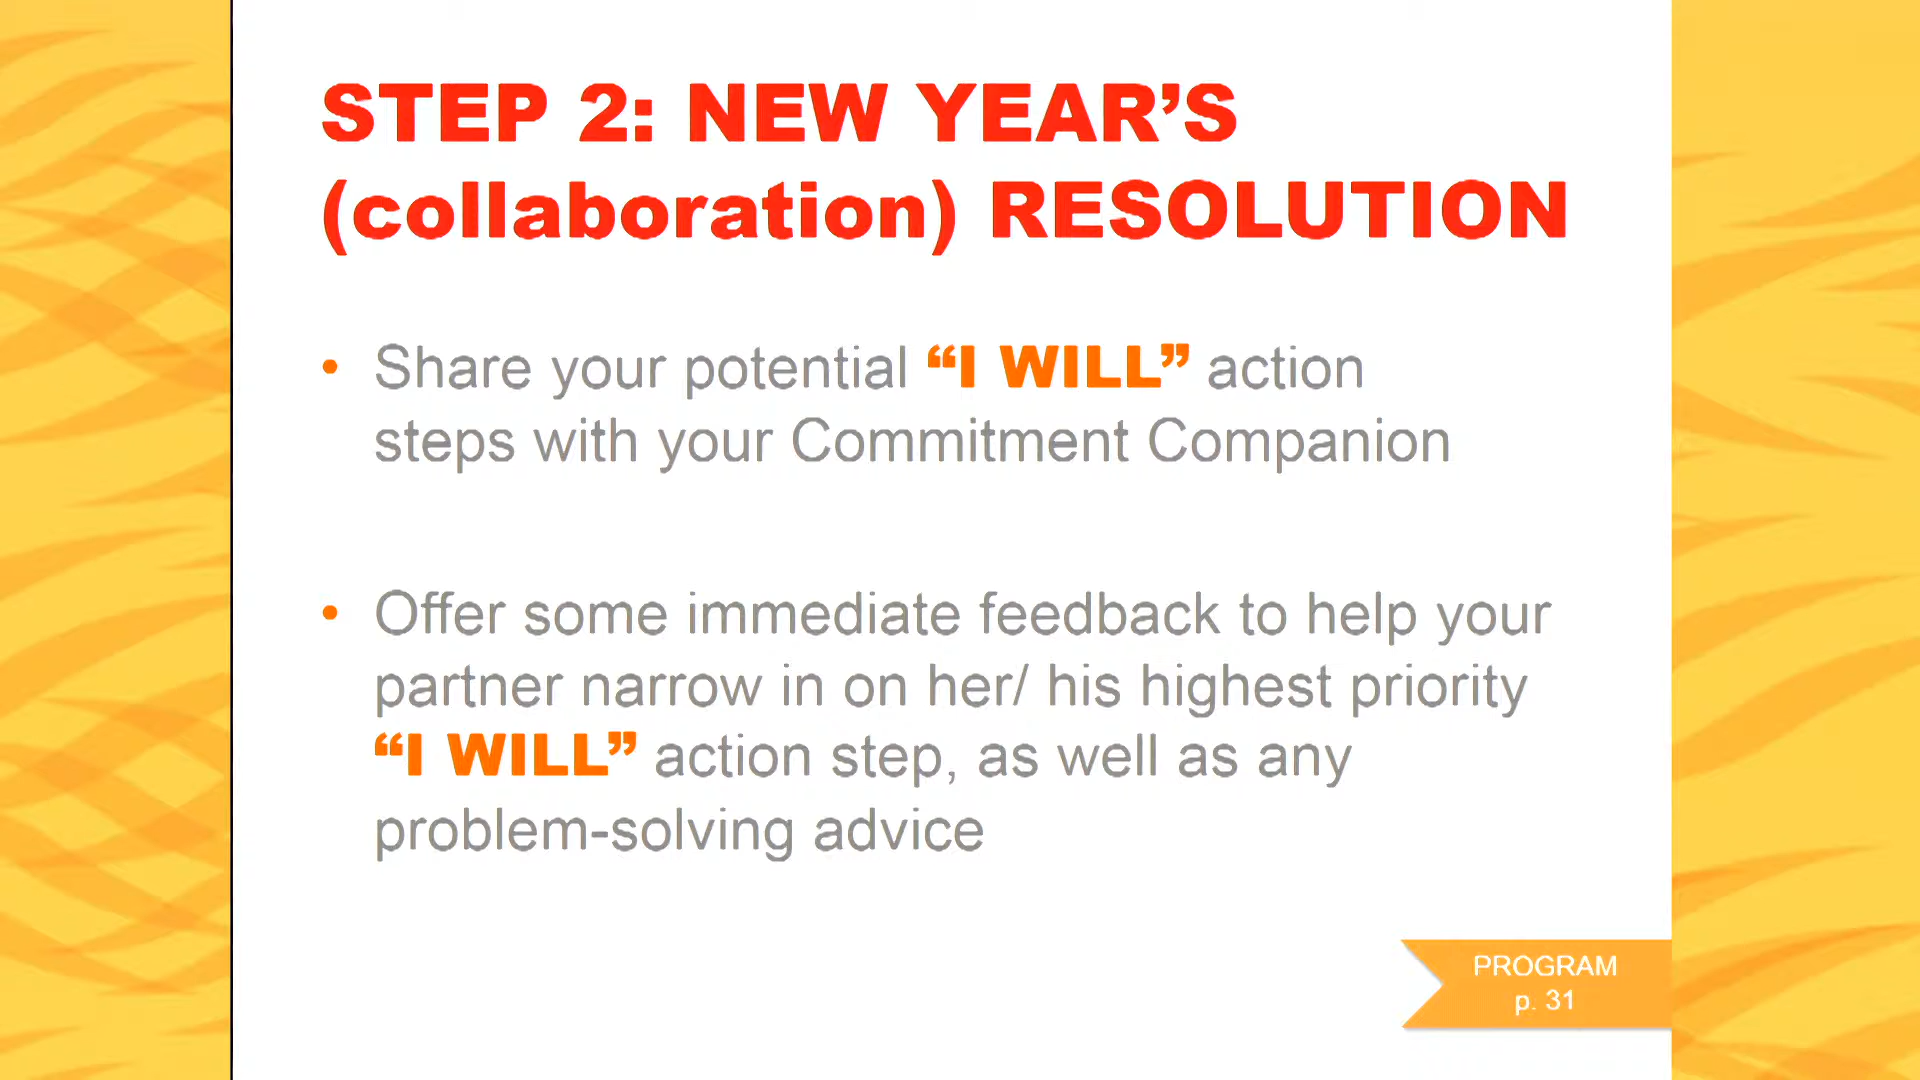 STEP 2: NEW YEAR’S
(collaboration) RESOLUTION
• Share your potential “I WILL” action
steps with your Commitment Companion
• Offer some immediate feedback to help your
partner narrow in on her/ his highest priority
“I WILL” action step, as well as any
problem-solving advice
PROGRAM
p. 31